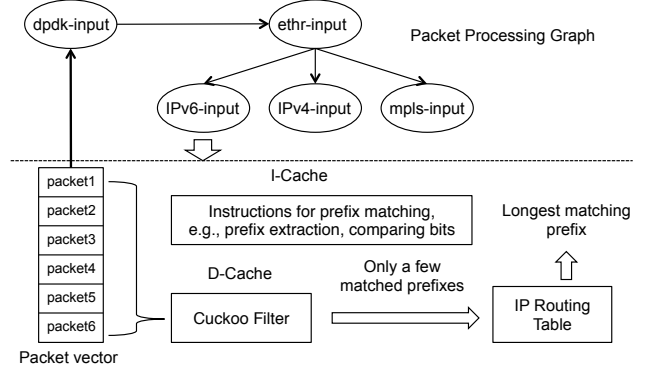 dpdk-input
ethr-input
Packet Processing Graph
IPv6-input
IPv4-input
mpls-input
packet1
packet2
packet3
packet4
packet5
packet6
Packet vector
I-Cache
Instructions for prefix matching,
e.g., prefix extraction, comparing bits
D-Cache
Cuckoo Filter
Only a few
matched prefixes
Longest matching
prefix
IP Routing
Table